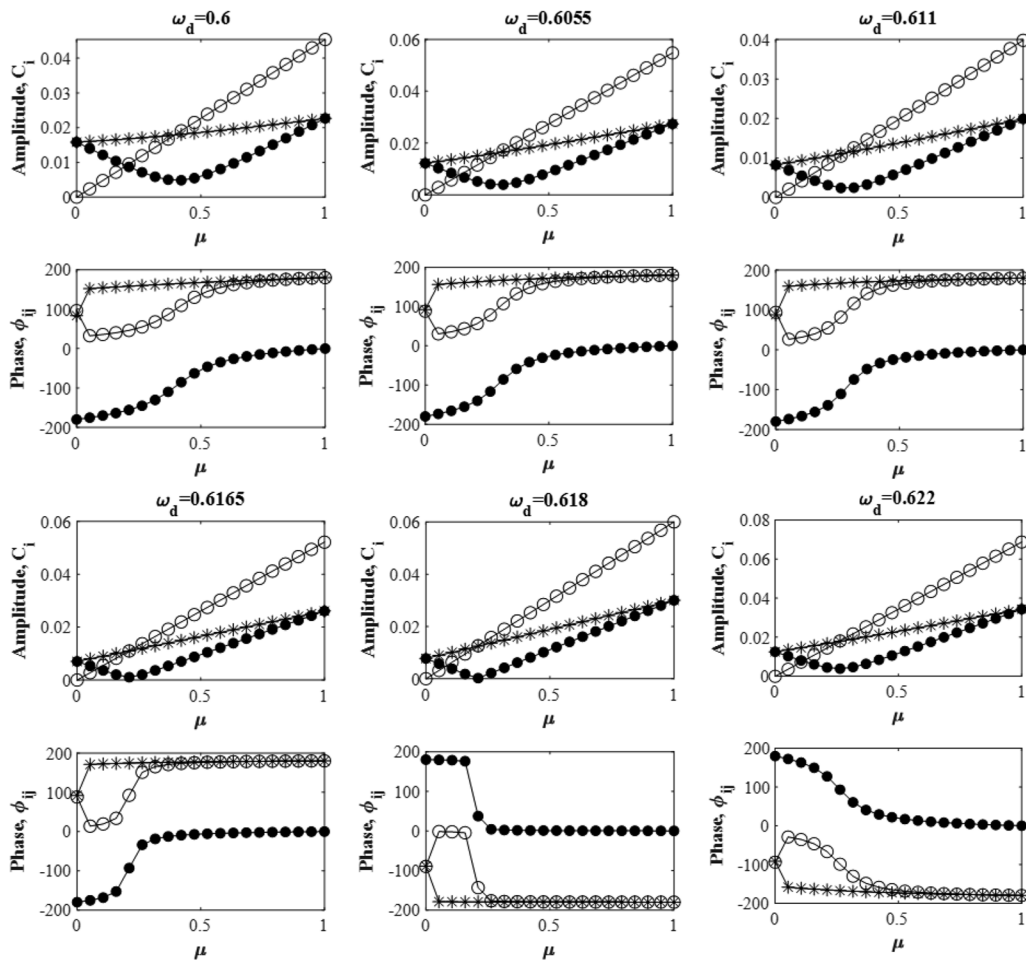 ω_d=0.6 ω_d=0.6055 ω_d=0.611
Amplitude, C_i
0.04
0.03
0.02
0.01
0
0 0.5 1
μ
Amplitude, C_i
0.06
0.04
0.02
0
0 0.5 1
μ
Amplitude, C_i
0.04
0.03
0.02
0.01
0
0 0.5 1
μ
Phase, ϕ_ij
200
100
0
-100
-200
0 0.5 1
μ
Phase, ϕ_ij
200
100
0
-100
-200
0 0.5 1
μ
Phase, ϕ_ij
200
100
0
-100
-200
0 0.5 1
μ
ω_d=0.6165 ω_d=0.618 ω_d=0.622
Amplitude, C_i
0.06
0.04
0.02
0
0 0.5 1
μ
Amplitude, C_i
0.06
0.04
0.02
0
0 0.5 1
μ
Amplitude, C_i
0.08
0.06
0.04
0.02
0
0 0.5 1
μ
Phase, ϕ_ij
200
100
0
-100
-200
0 0.5 1
μ
Phase, ϕ_ij
200
100
0
-100
-200
0 0.5 1
μ
Phase, ϕ_ij
200
100
0
-100
-200
0 0.5 1
μ